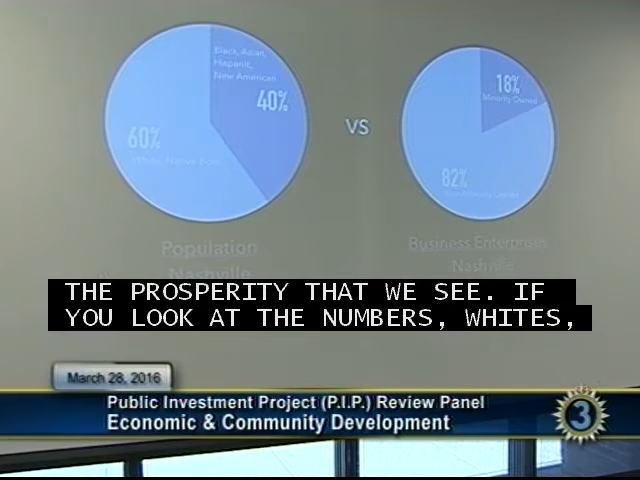 Black, Asian,
Hispanic,
New American
40%
60%
White, Native Born
VS
18%
Minority Owned
82%
Population
Nashville
Business Enterprises
Nashville
THE PROSPERITY THAT WE SEE. IF
YOU LOOK AT THE NUMBERS, WHITES,
March 28, 2016
Public Investment Project (P.I.P.) Review Panel
Economic & Community Development
3